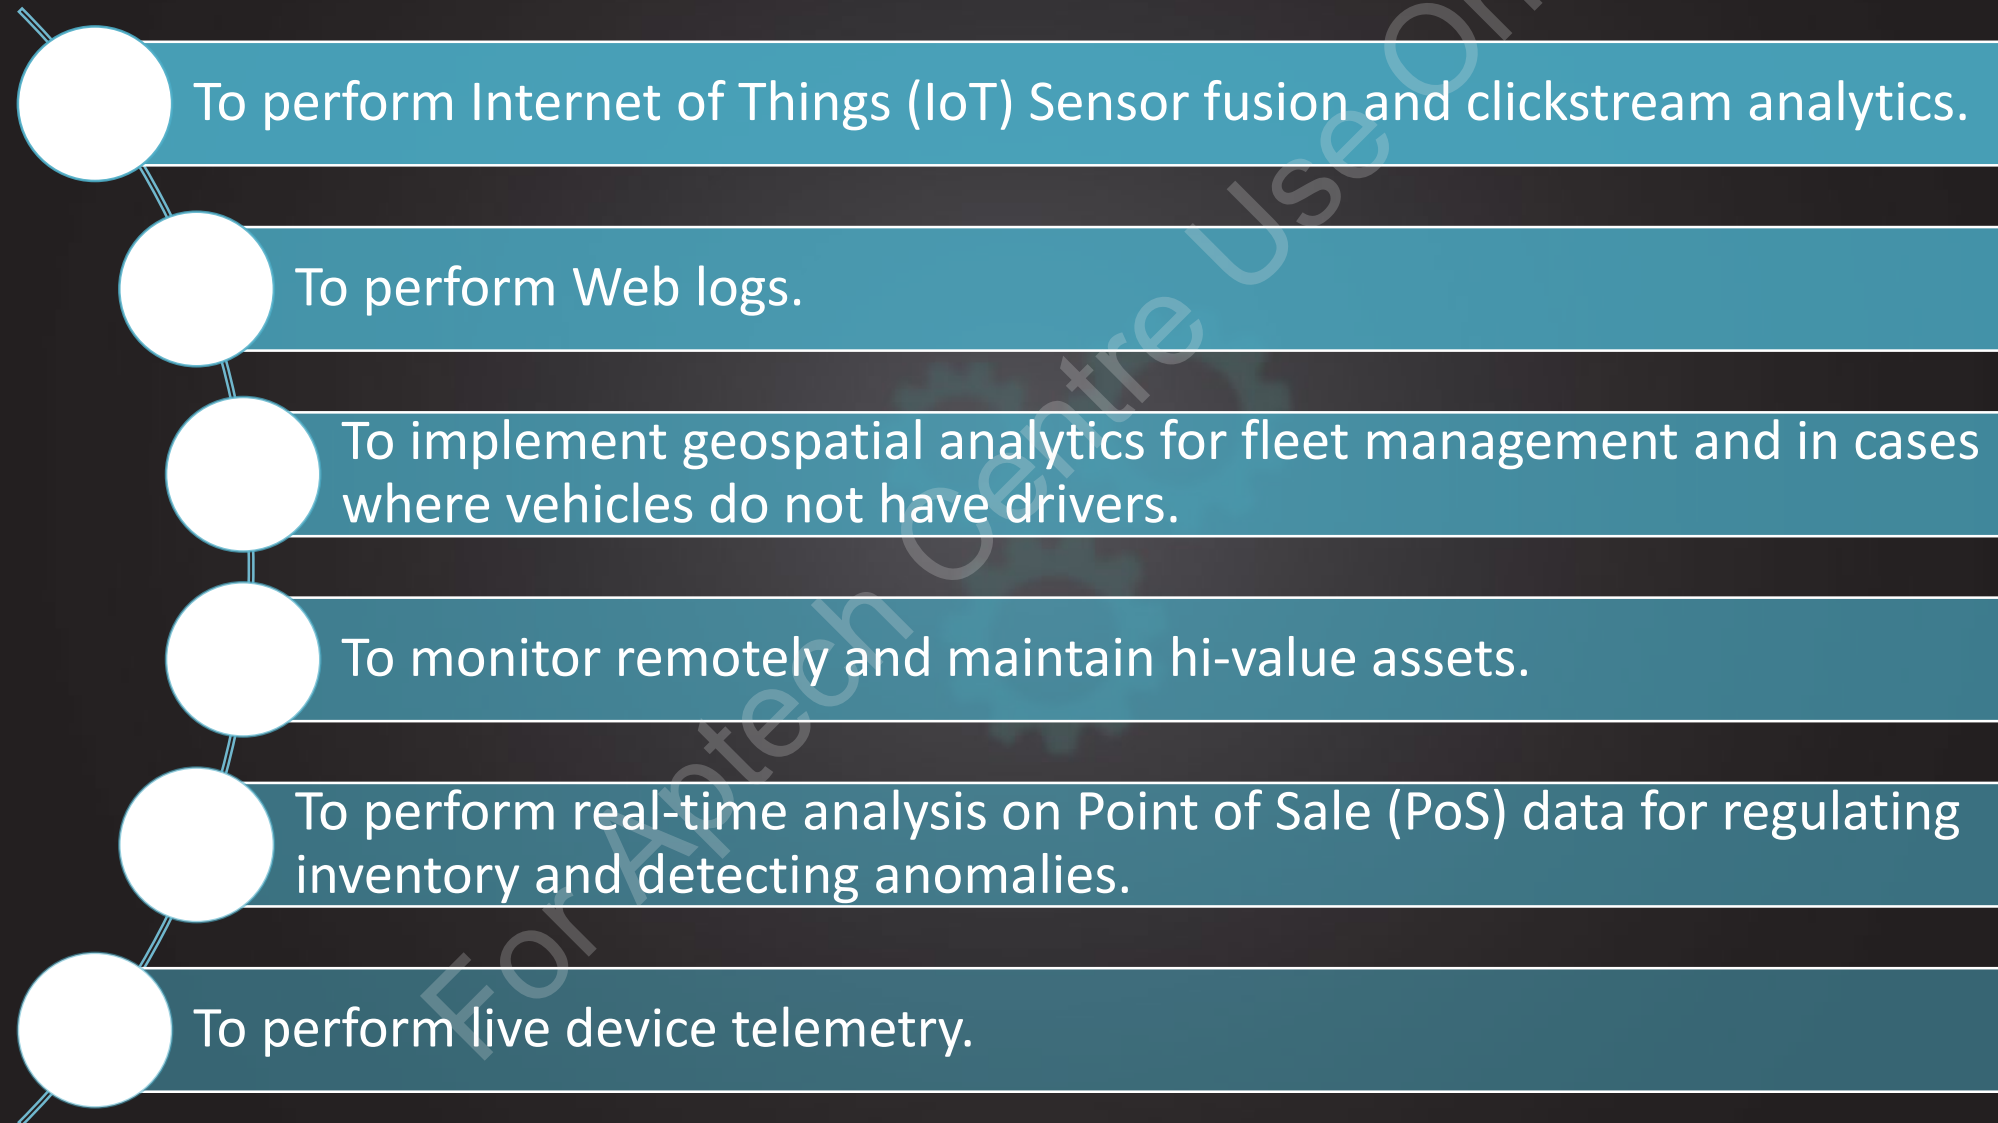 To perform Internet of Things (IoT) Sensor fusion and clickstream analytics.
To perform Web logs.
To implement geospatial analytics for fleet management and in cases
where vehicles do not have drivers.
To monitor remotely and maintain hi-value assets.
To perform real-time analysis on Point of Sale (PoS) data for regulating
inventory and detecting anomalies.
To perform live device telemetry.
For Aptech Centre Use